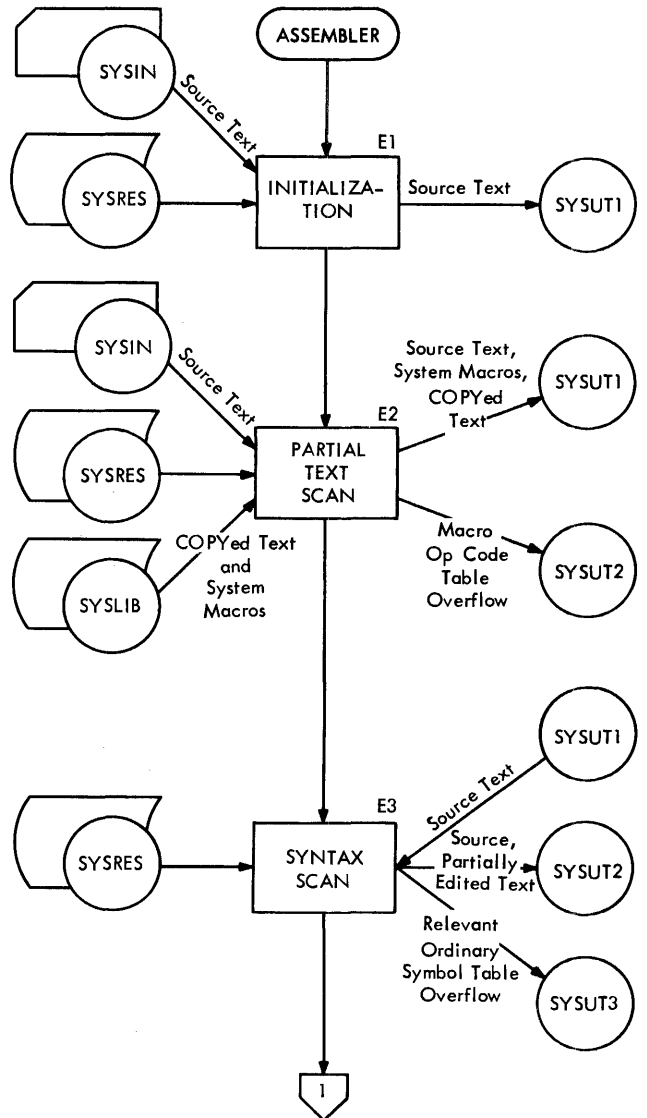 ASSEMBLER
SYSIN
Source Text
E1
SYSRES
INITIALIZA-
TION
Source Text
SYSUT1
SYSIN
Source Text
Source Text,
System Macros,
COPYed
Text
SYSUT1
E2
SYSRES
PARTIAL
TEXT
SCAN
COPYed Text
and
System
Macros
SYSLIB
Macro
Op Code
Table
Overflow
SYSUT2
SYSUT1
Source Text
E3
SYSRES
SYNTAX
SCAN
Source,
Partially
Edited Text
SYSUT2
Relevant
Ordinary
Symbol Table
Overflow
SYSUT3
1